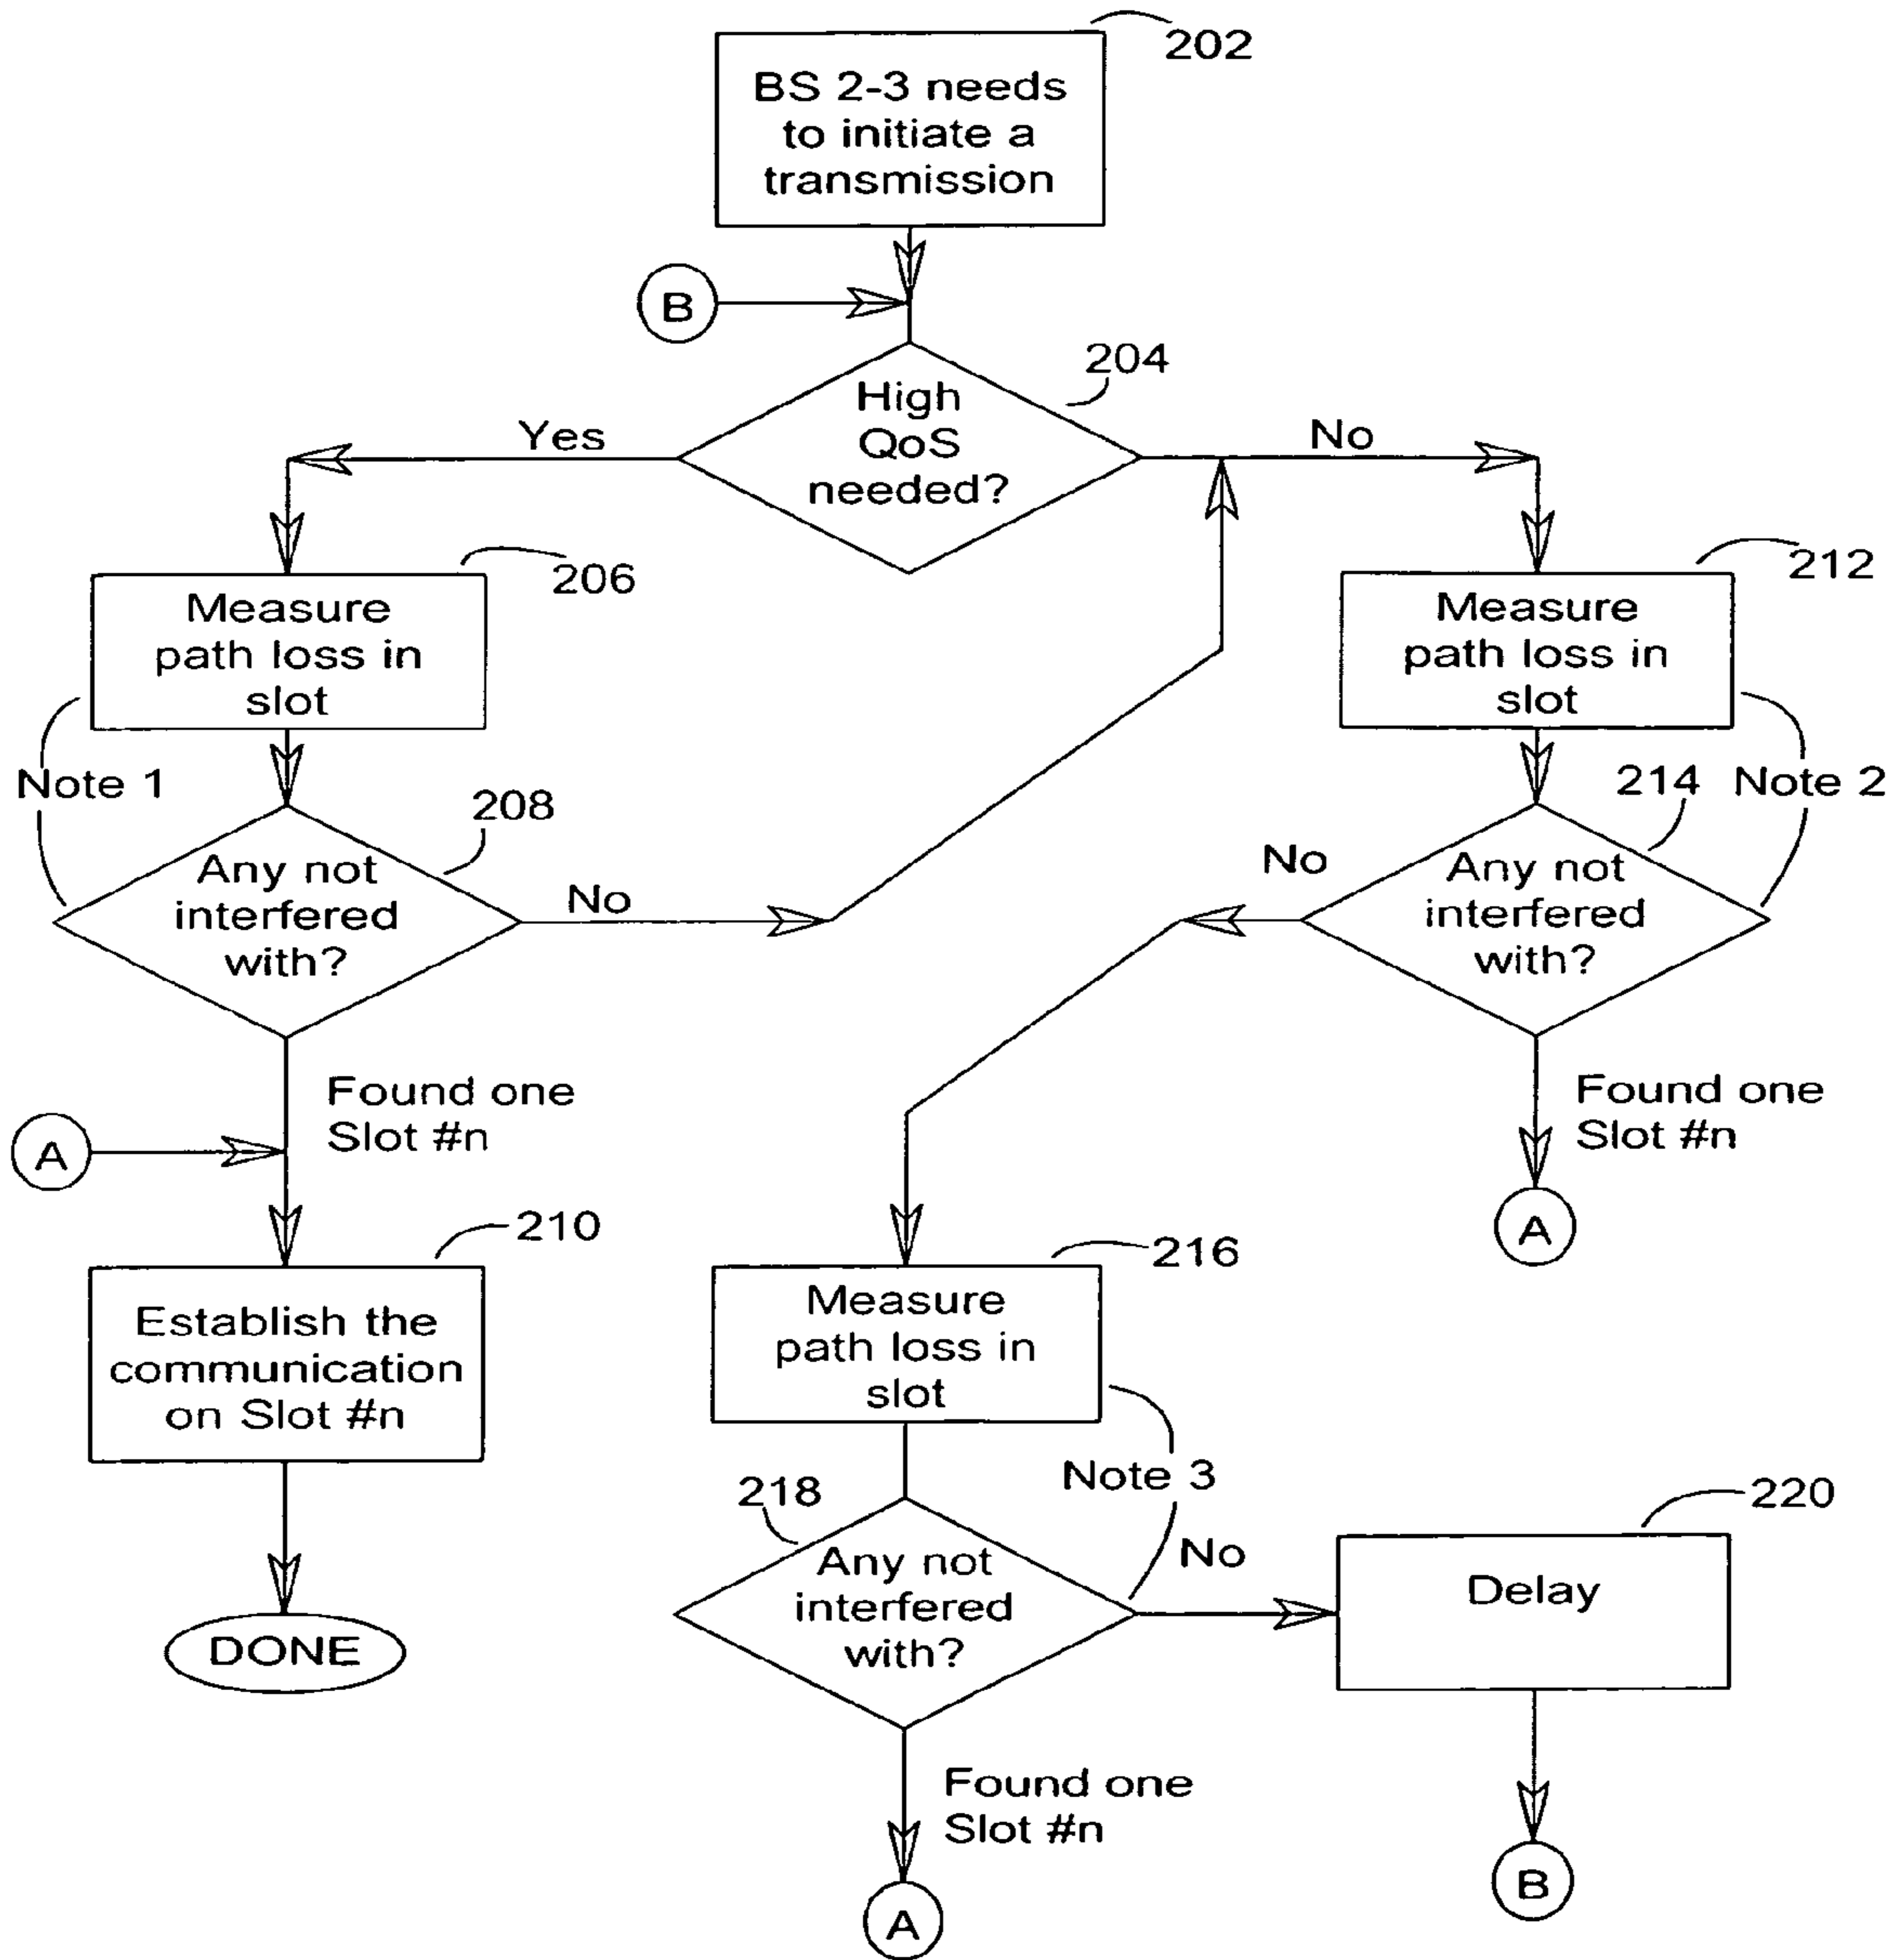 202
BS 2-3 needs
to initiate a
transmission
B
204
High
QoS
needed?
Yes
No
206
Measure
path loss in
slot
212
Measure
path loss in
slot
Note 1
208
Any not
interfered
with?
No
214
Note 2
Any not
interfered
with?
No
Found one
Slot #n
A
Found one
Slot #n
A
210
Establish the
communication
on Slot #n
DONE
216
Measure
path loss in
slot
Note 3
218
Any not
interfered
with?
No
220
Delay
Found one
Slot #n
A
B